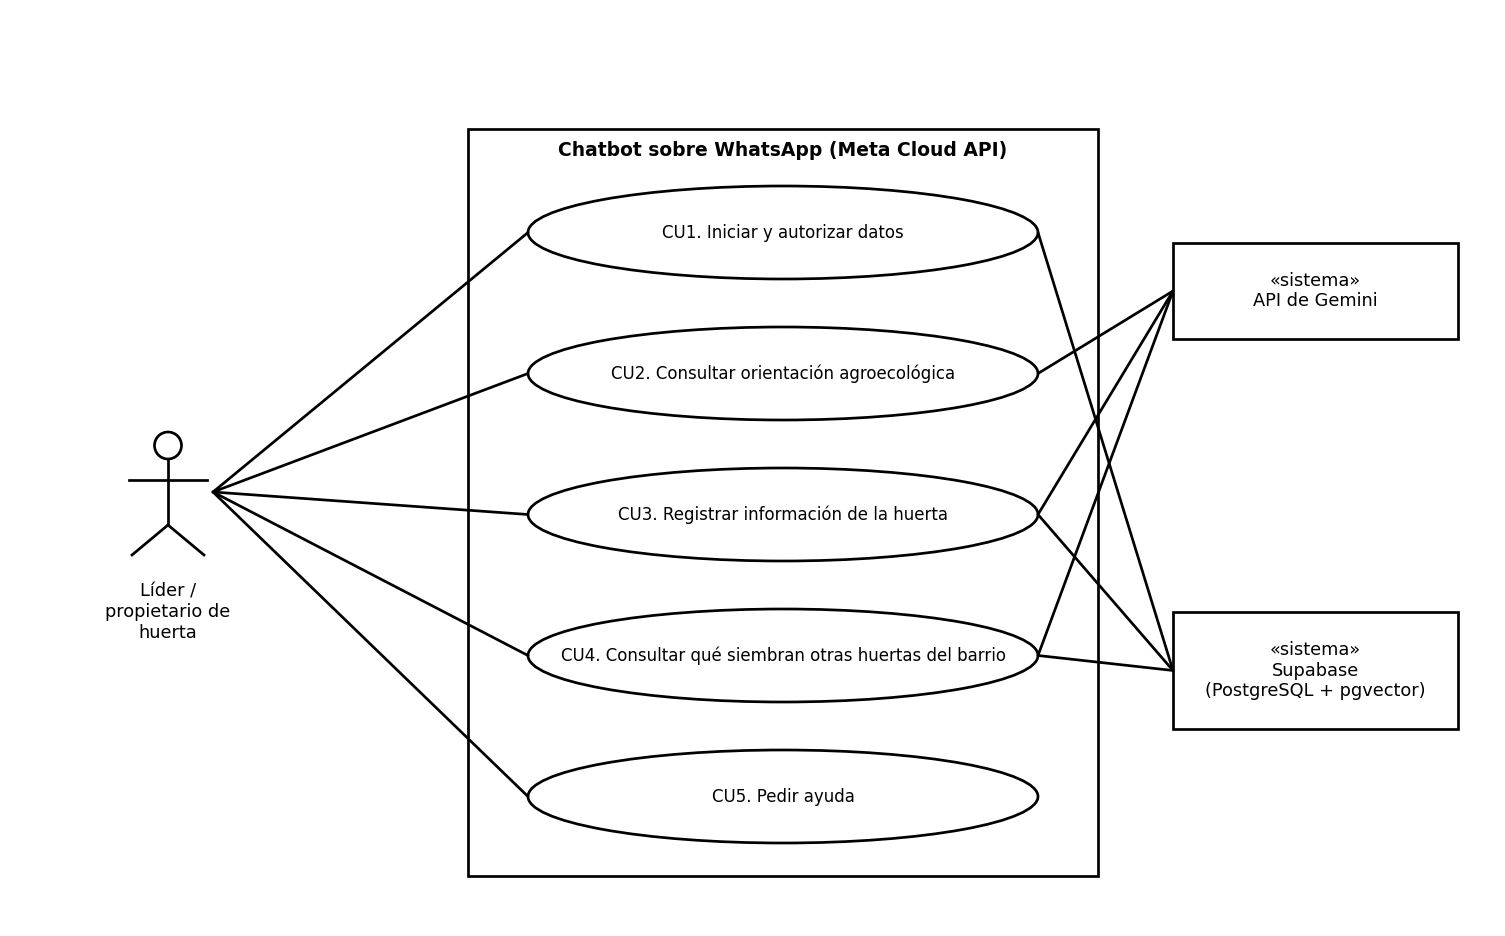 Chatbot sobre WhatsApp (Meta Cloud API)
CU1. Iniciar y autorizar datos
CU2. Consultar orientación agroecológica
CU3. Registrar información de la huerta
CU4. Consultar qué siembran otras huertas del barrio
CU5. Pedir ayuda
Líder /
propietario de
huerta
«sistema»
API de Gemini
«sistema»
Supabase
(PostgreSQL + pgvector)